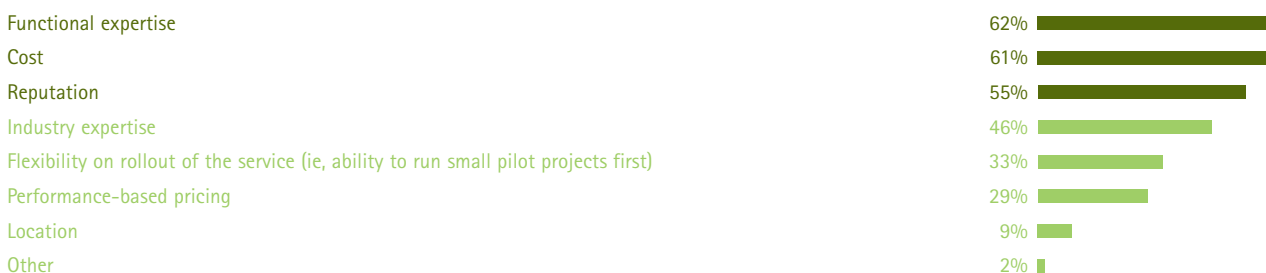 Functional expertise 62%
Cost 61%
Reputation 55%
Industry expertise 46%
Flexibility on rollout of the service (ie, ability to run small pilot projects first) 33%
Performance-based pricing 29%
Location 9%
Other 2%